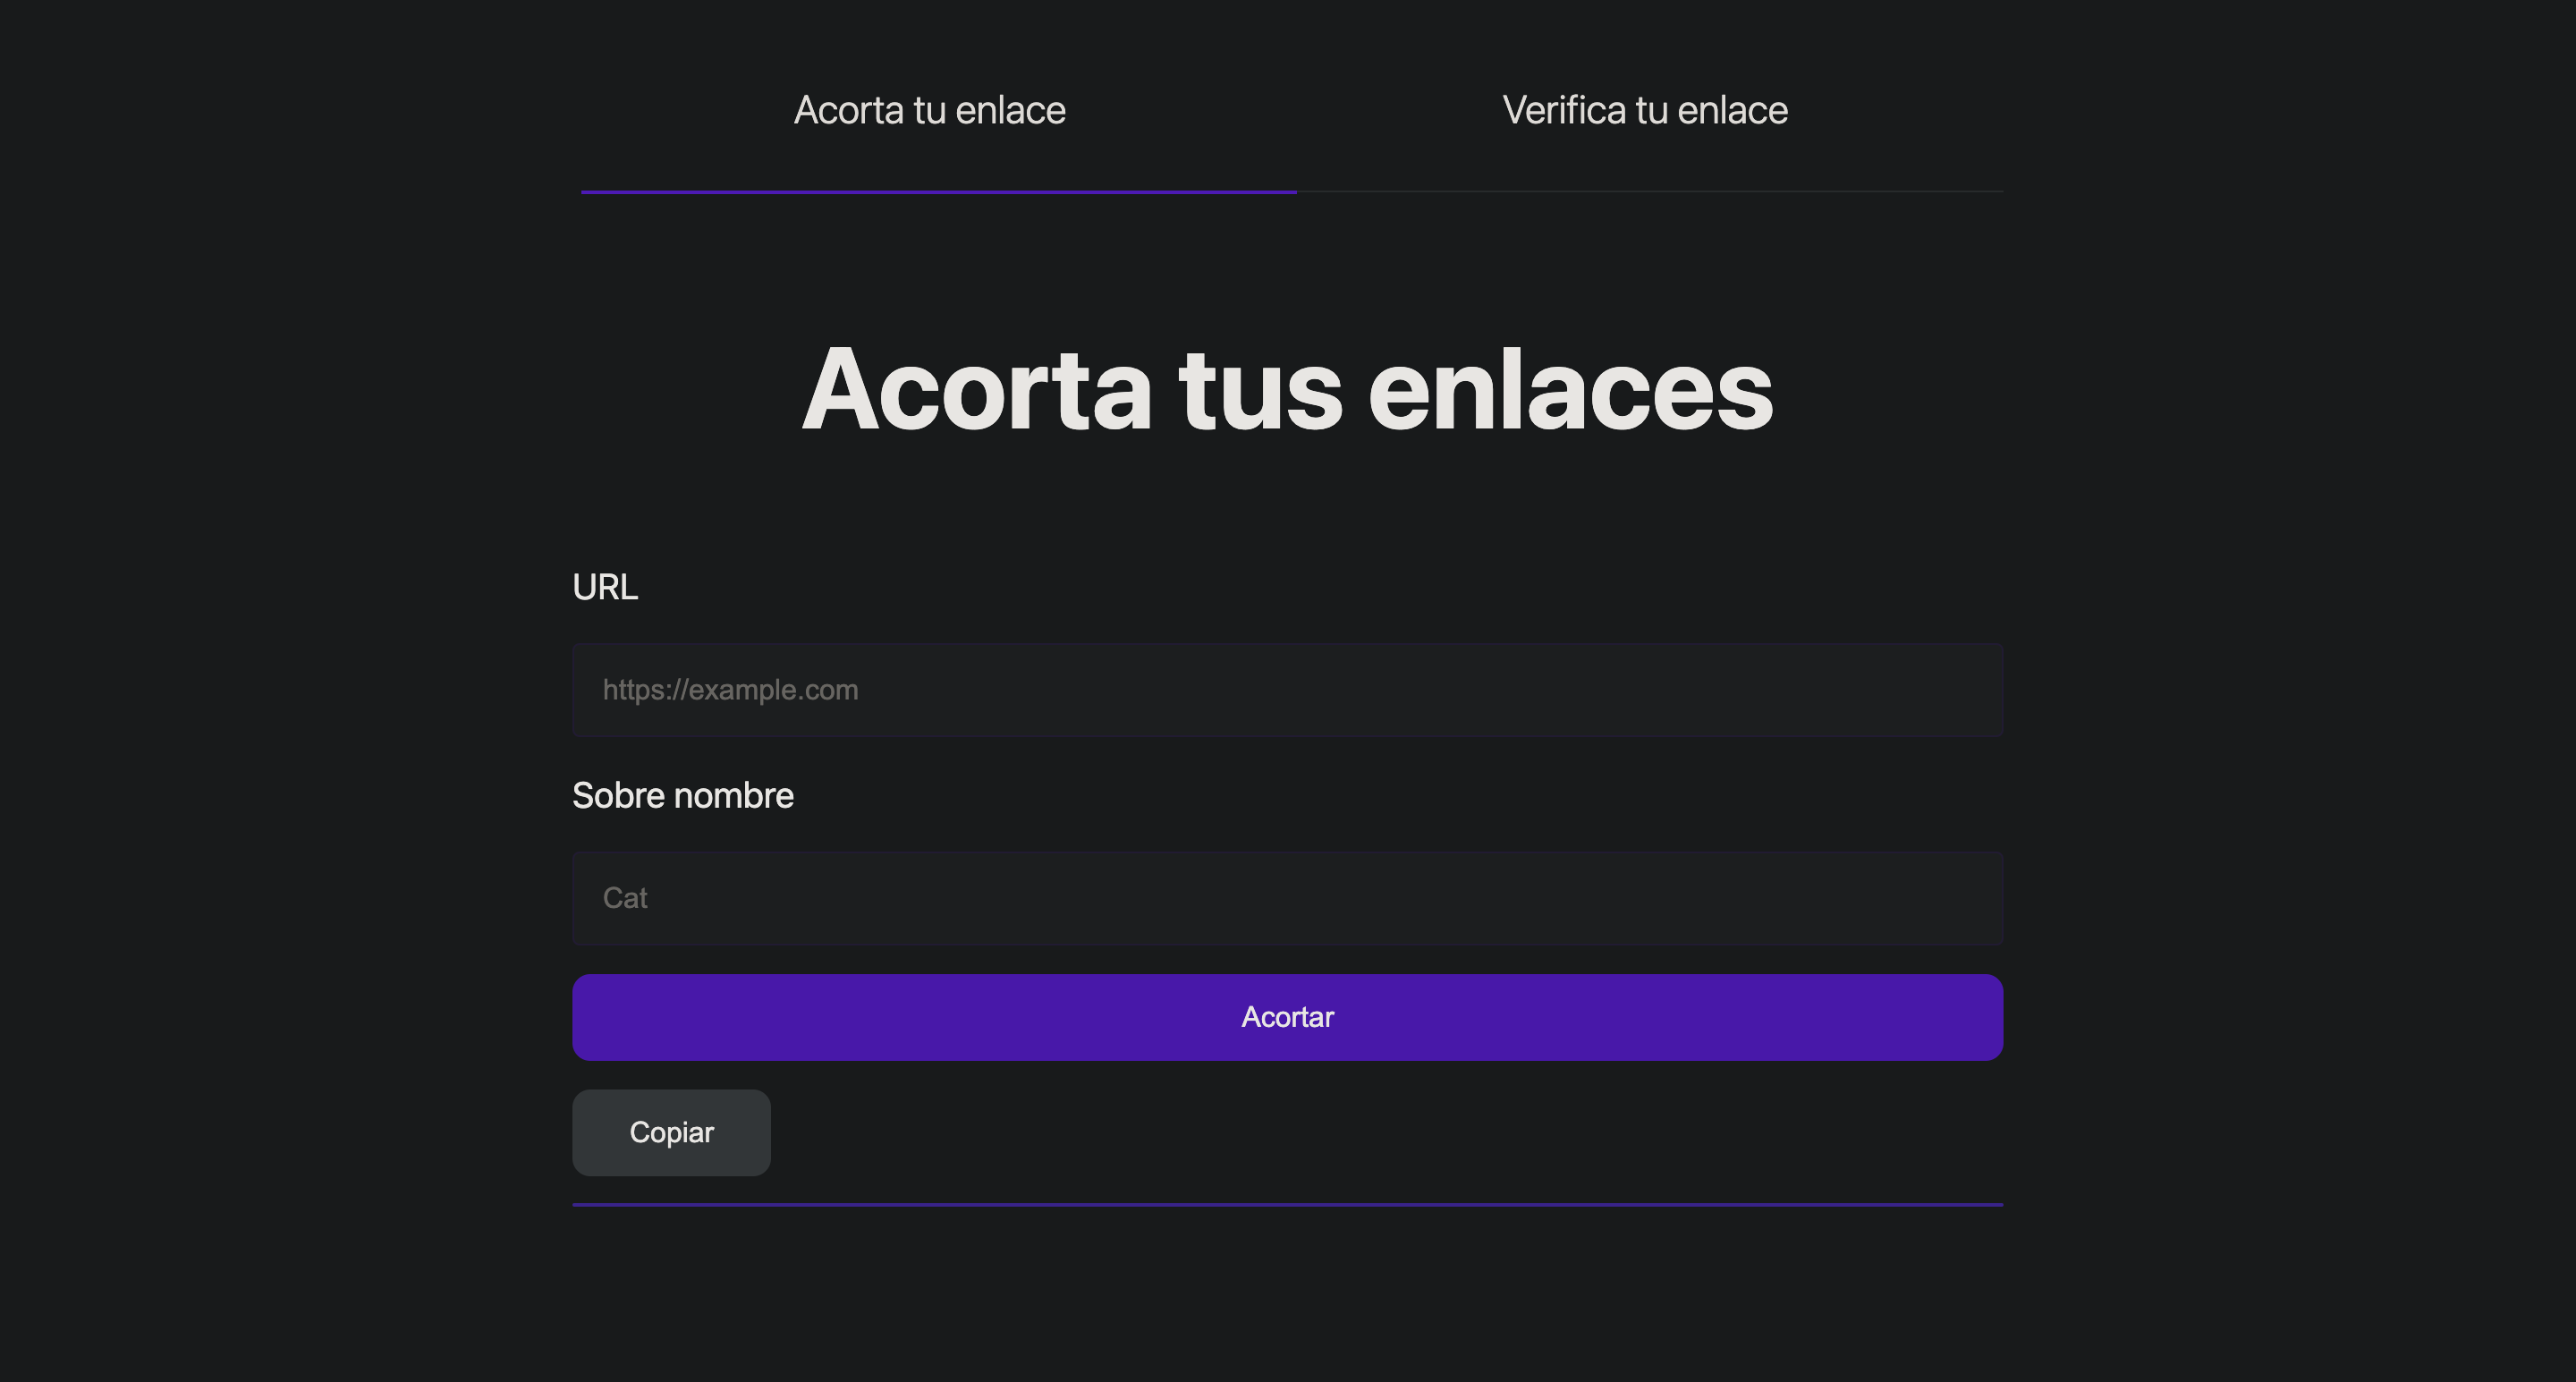 Acorta tu enlace
Verifica tu enlace
Acorta tus enlaces
URL
https://example.com
Sobre nombre
Cat
Acortar
Copiar